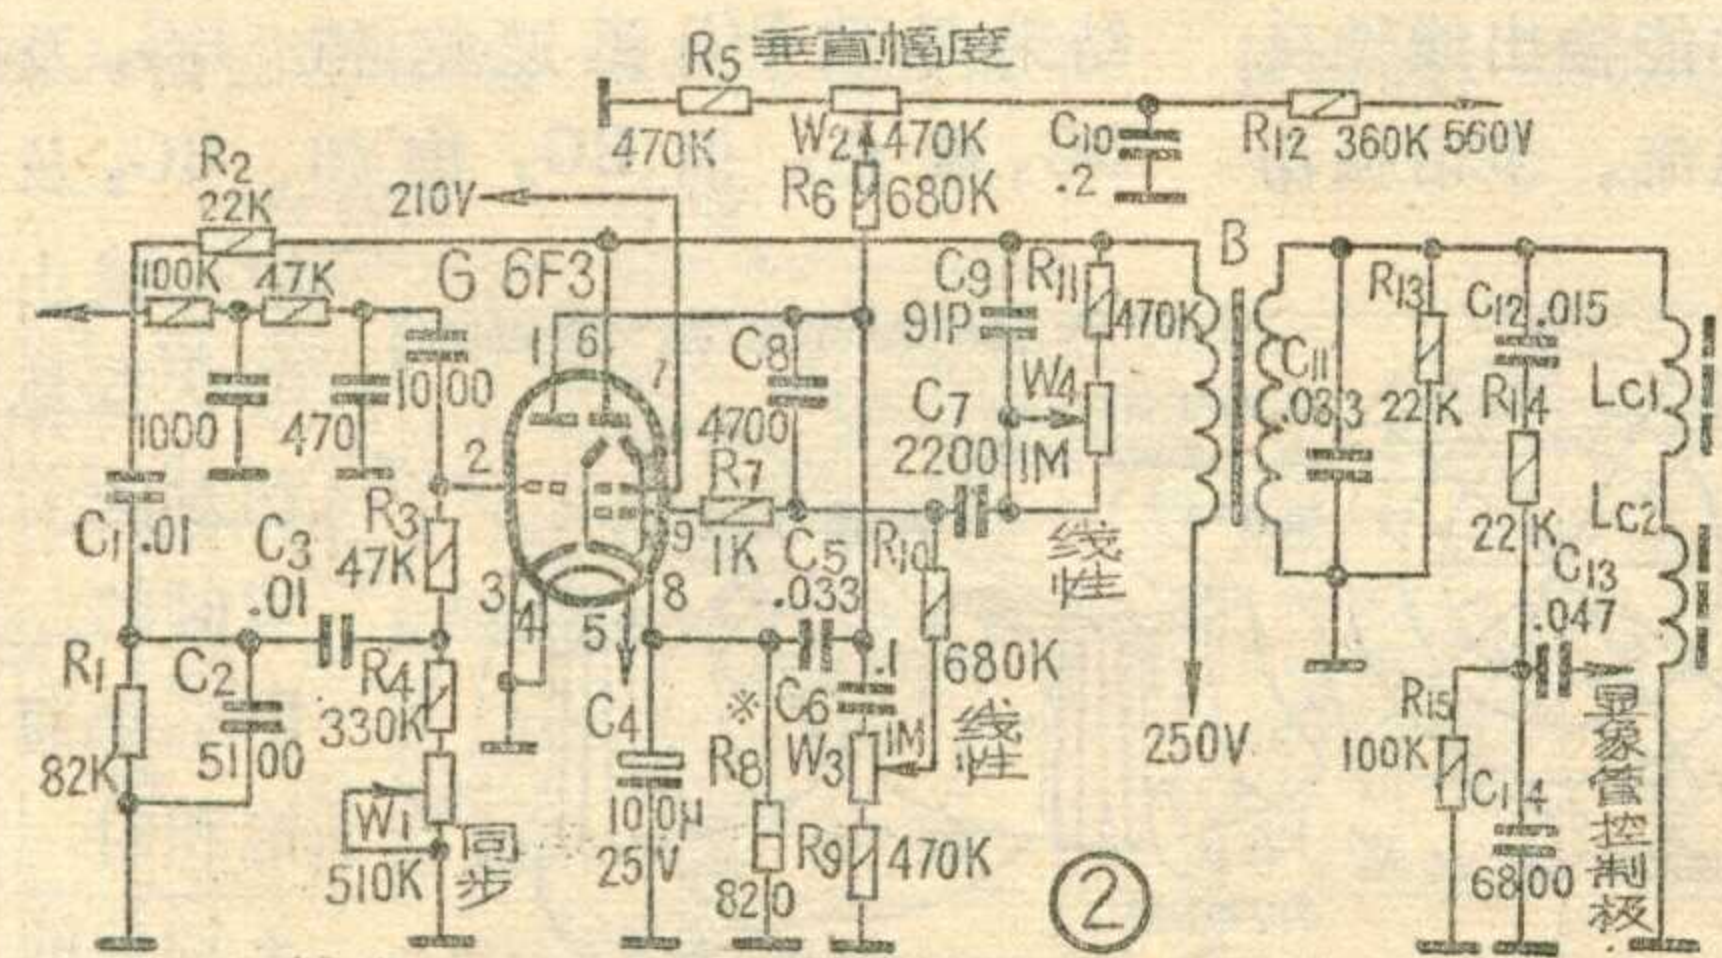 R5 垂直幅度
470K W2 470K C10 .2 R12 360K 560V
R6 680K
R2
22K
210V
100K 47K
G 6F3
1 6 7
C9
91P
R11
470K
B
C8
4700
1000 470 1000
2
C7
2200
W4
1M
线性
C11
.033
R13
22K
C12 .015
R14
22K
LC1
LC2
C1 .01
C3
.01
R3
47K
R7
1K
9
C5
.033
R10
680K
3 4 5 8
C13
.047
显象管控制极
R1
82K
C2
5100
R4
330K
W1
510K
同步
C4
100μ
25V
※
R8
820
C6 .1
W3 1M
线性
R9 470K
250V
R15
100K
C14
6800
②